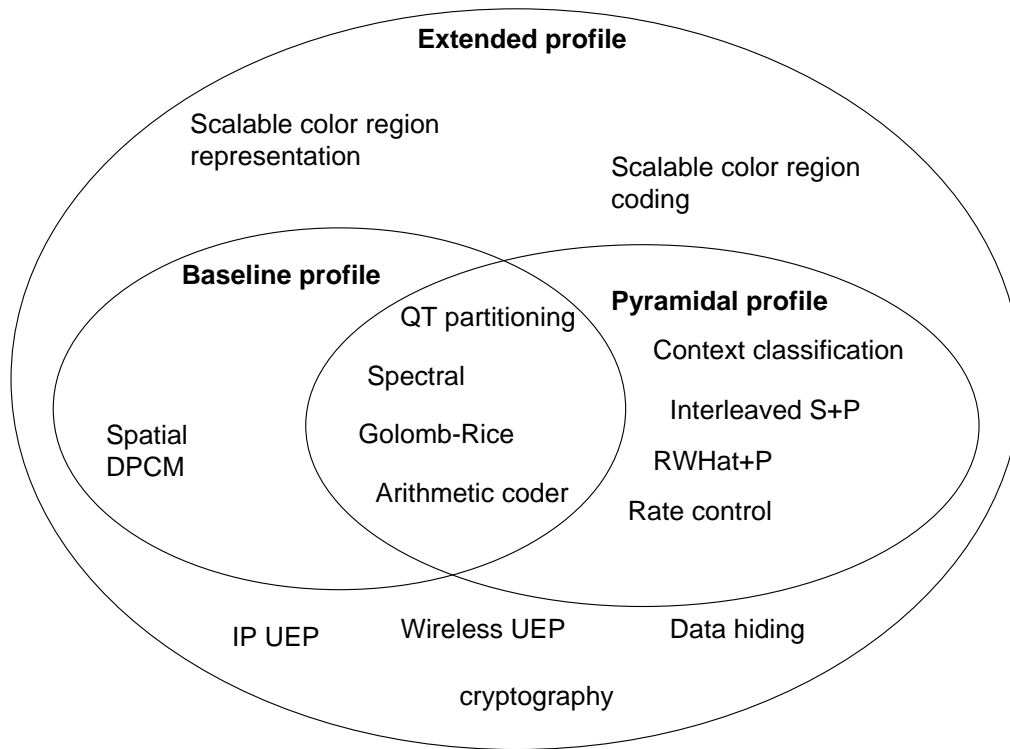 Extended profile
Scalable color region
representation
Scalable color region
coding
Baseline profile
Pyramidal profile
QT partitioning
Context classification
Spectral
Interleaved S+P
Golomb-Rice
Spatial
DPCM
RWHat+P
Arithmetic coder
Rate control
IP UEP
Wireless UEP
Data hiding
cryptography